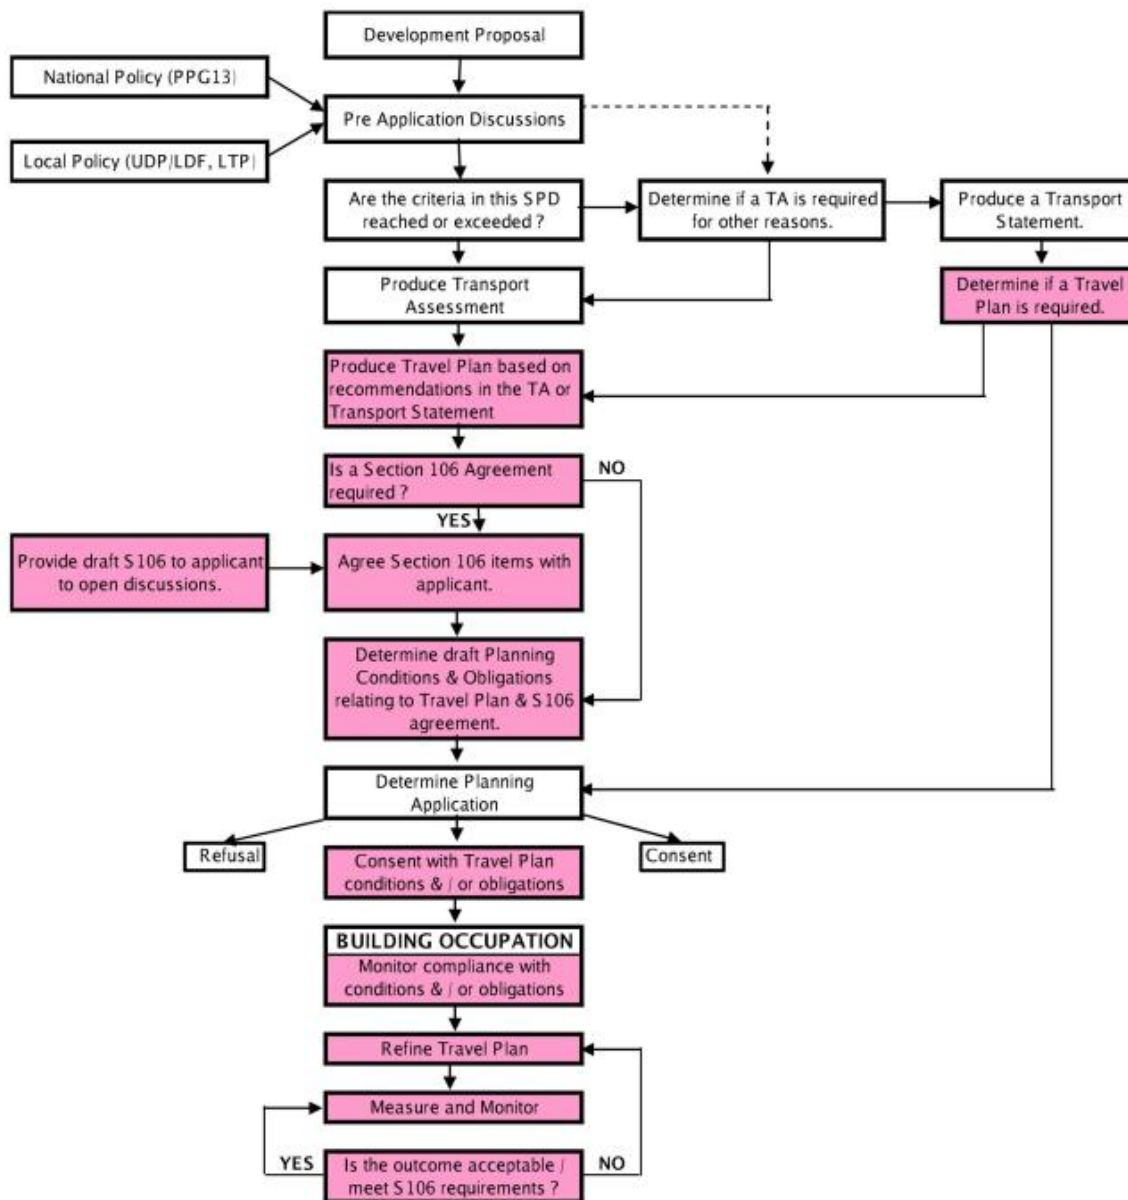 Development Proposal
National Policy (PPG13)
Pre Application Discussions
Local Policy (UDP/LDF, LTP)
Are the criteria in this SPD
reached or exceeded ?
Determine if a TA is required
for other reasons.
Produce a Transport
Statement.
Produce Transport
Assessment
Determine if a Travel
Plan is required.
Produce Travel Plan based on
recommendations in the TA or
Transport Statement
Is a Section 106 Agreement
required ?
NO
YES
Provide draft S106 to applicant
to open discussions.
Agree Section 106 items with
applicant.
Determine draft Planning
Conditions & Obligations
relating to Travel Plan & S106
agreement.
Determine Planning
Application
Refusal
Consent
Consent with Travel Plan
conditions & / or obligations
BUILDING OCCUPATION
Monitor compliance with
conditions & / or obligations
Refine Travel Plan
Measure and Monitor
YES
Is the outcome acceptable /
meet S106 requirements ?
NO